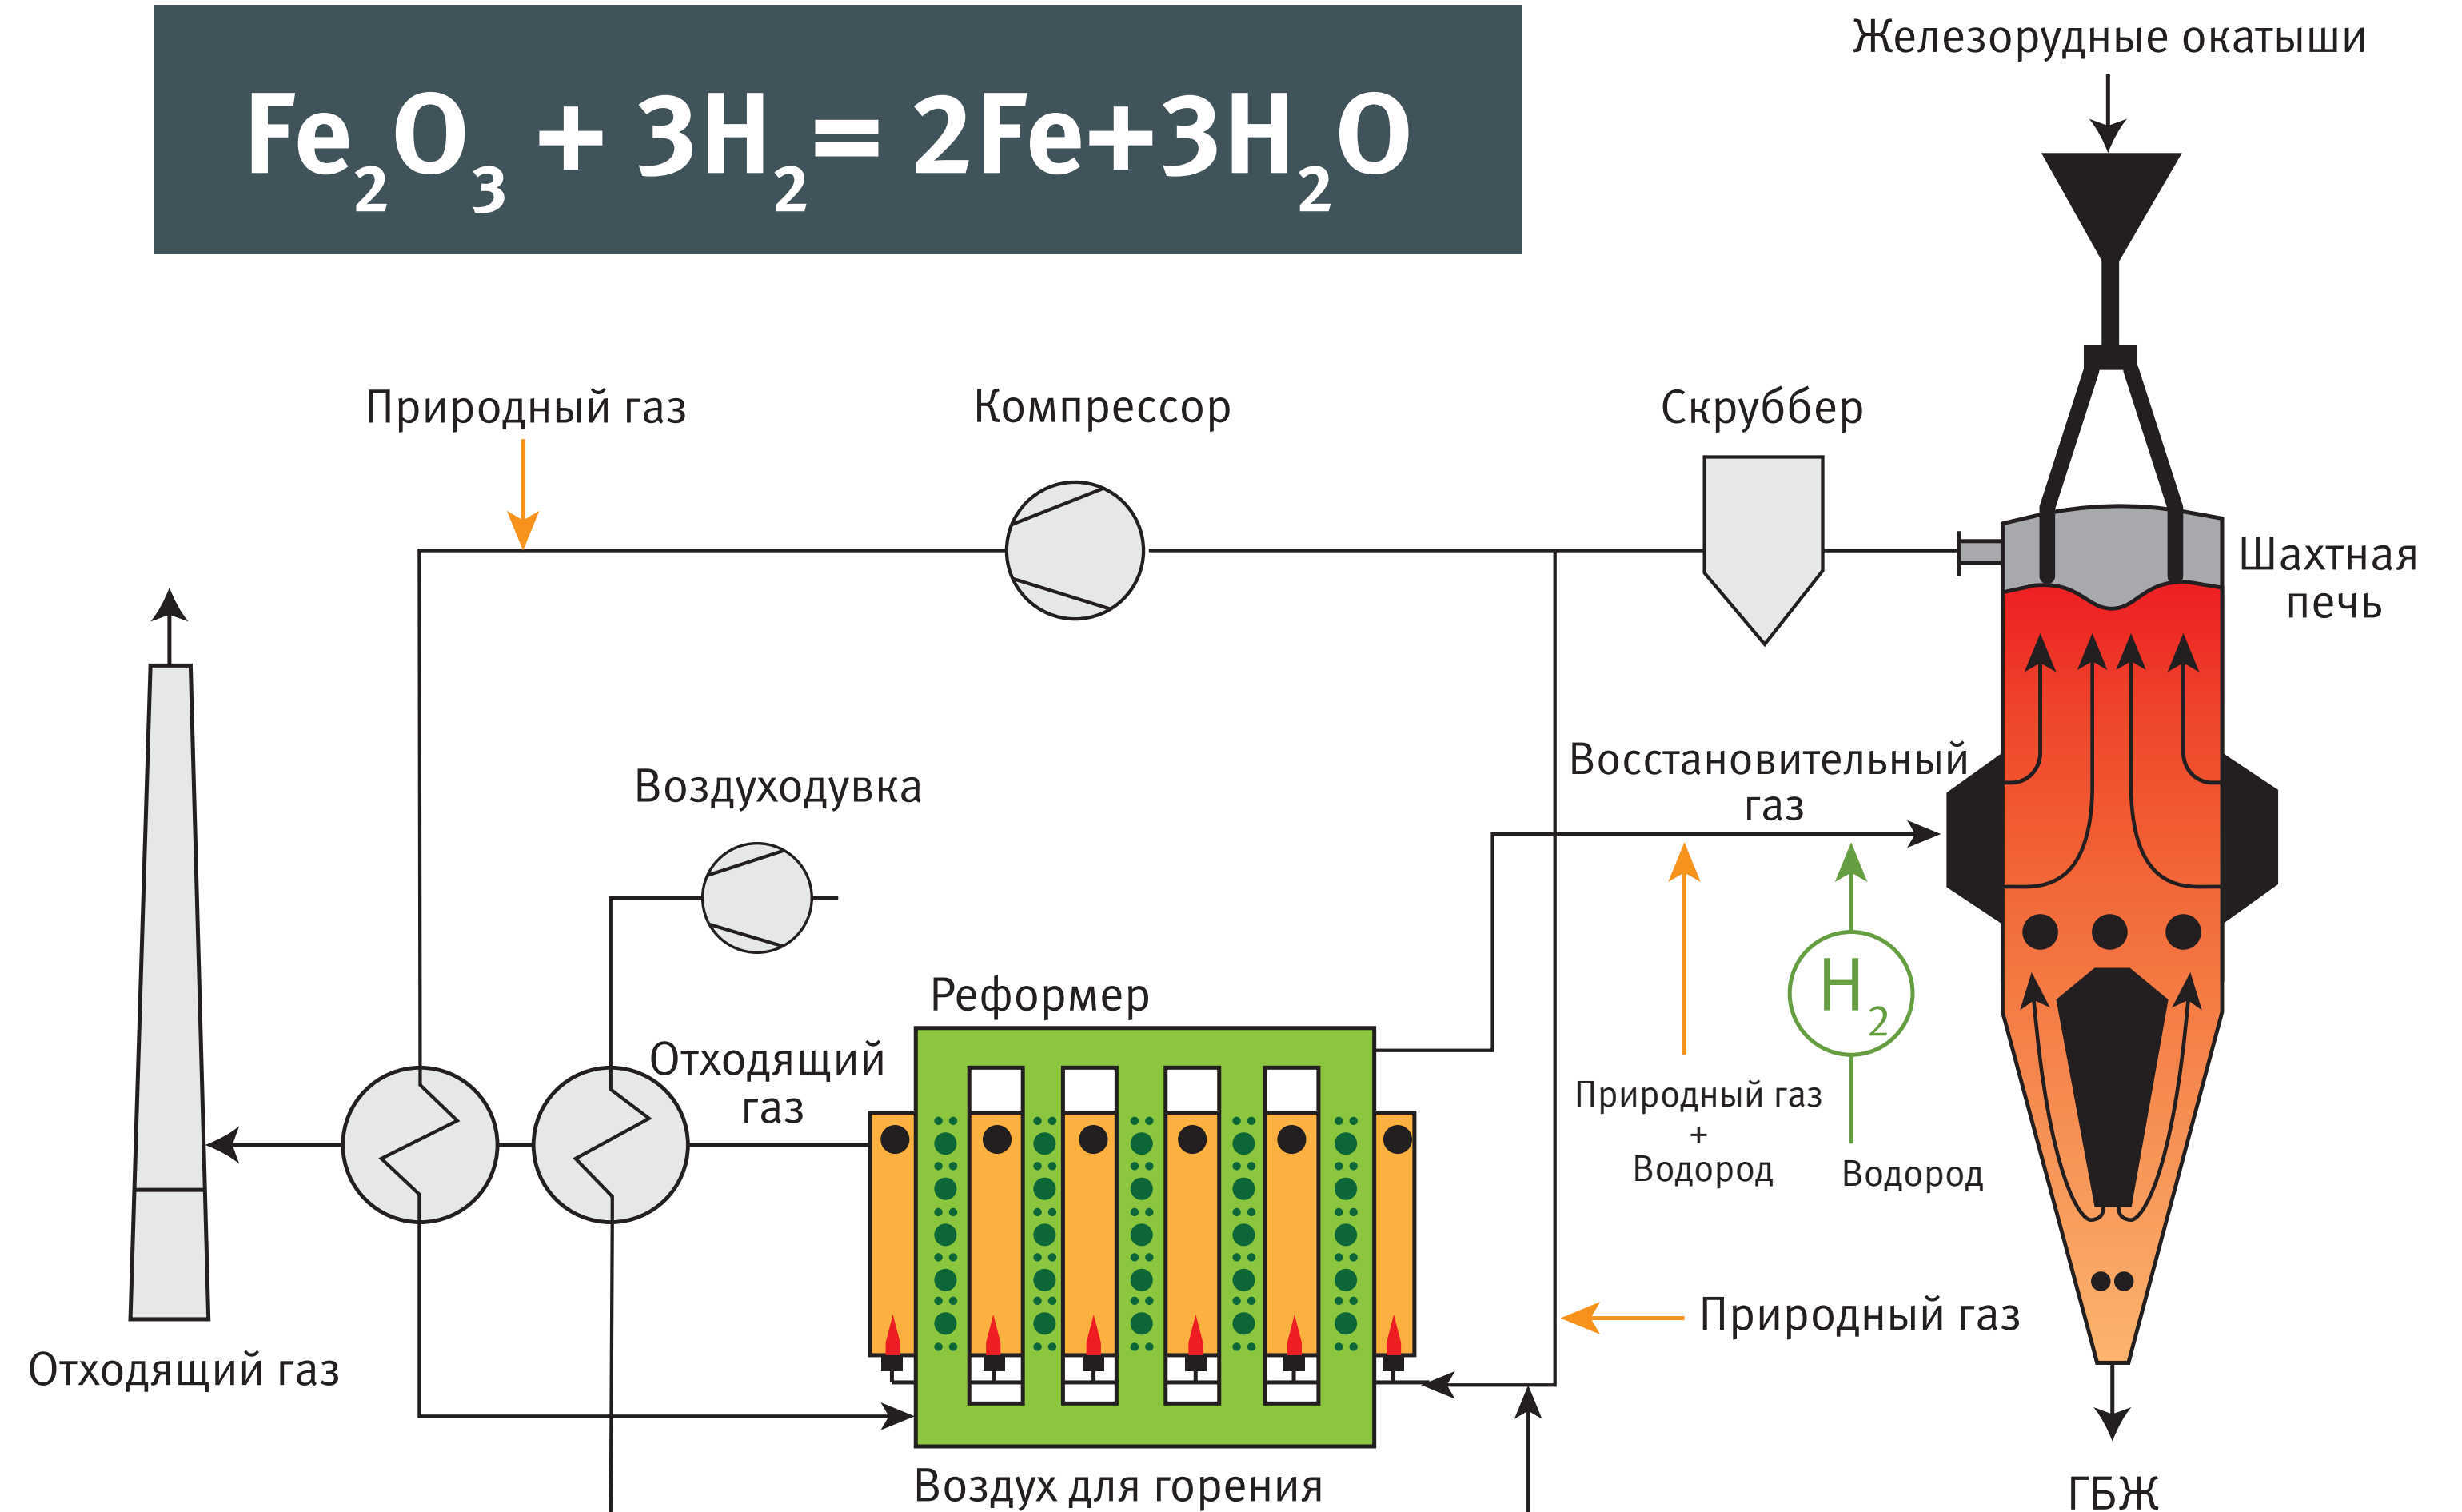 Железорудные окатыши
Fe₂O₃ + 3H₂= 2Fe+3H₂O
Природный газ
Компрессор
Скруббер
Шахтная
печь
Восстановительный
газ
Воздуходувка
Реформер
Отходящий
газ
H₂
Природный газ
+
Водород
Водород
Природный газ
Отходящий газ
Воздух для горения
ГБЖ